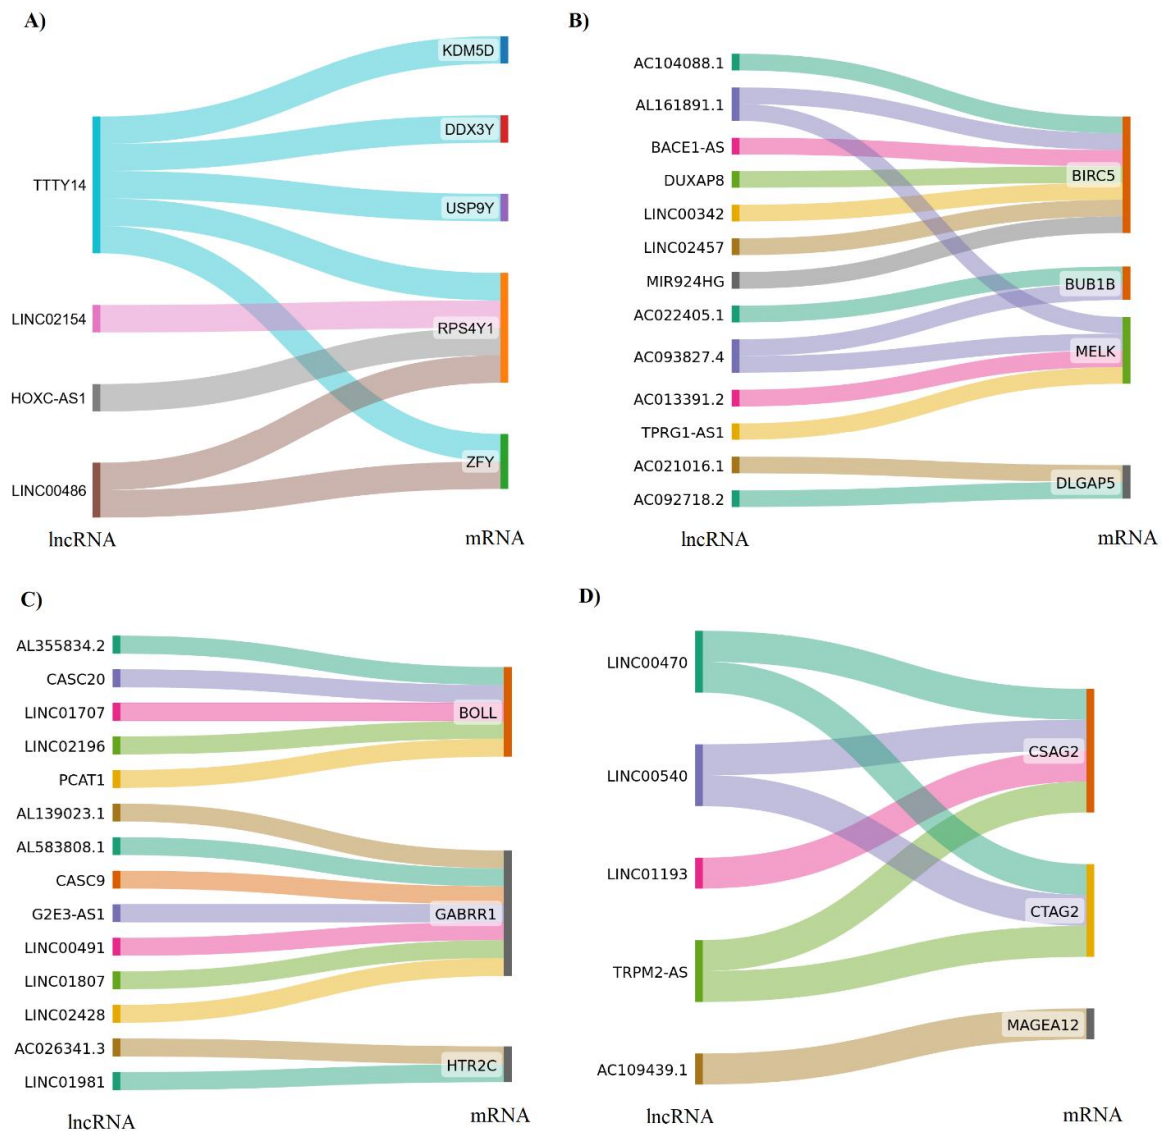 A)
KDM5D
DDX3Y
TTTY14
USP9Y
LINC02154
RPS4Y1
HOXC-AS1
ZFY
LINC00486
lncRNA
mRNA
B)
AC104088.1
AL161891.1
BACE1-AS
BIRC5
DUXAP8
LINC00342
LINC02457
MIR924HG
BUB1B
AC022405.1
MELK
AC093827.4
AC013391.2
TPRG1-AS1
AC021016.1
DLGAP5
AC092718.2
lncRNA
mRNA
C)
AL355834.2
CASC20
LINC01707
BOLL
LINC02196
PCAT1
AL139023.1
AL583808.1
CASC9
G2E3-AS1
GABRR1
LINC00491
LINC01807
LINC02428
AC026341.3
HTR2C
LINC01981
lncRNA
mRNA
D)
LINC00470
CSAG2
LINC00540
LINC01193
CTAG2
TRPM2-AS
MAGEA12
AC109439.1
lncRNA
mRNA